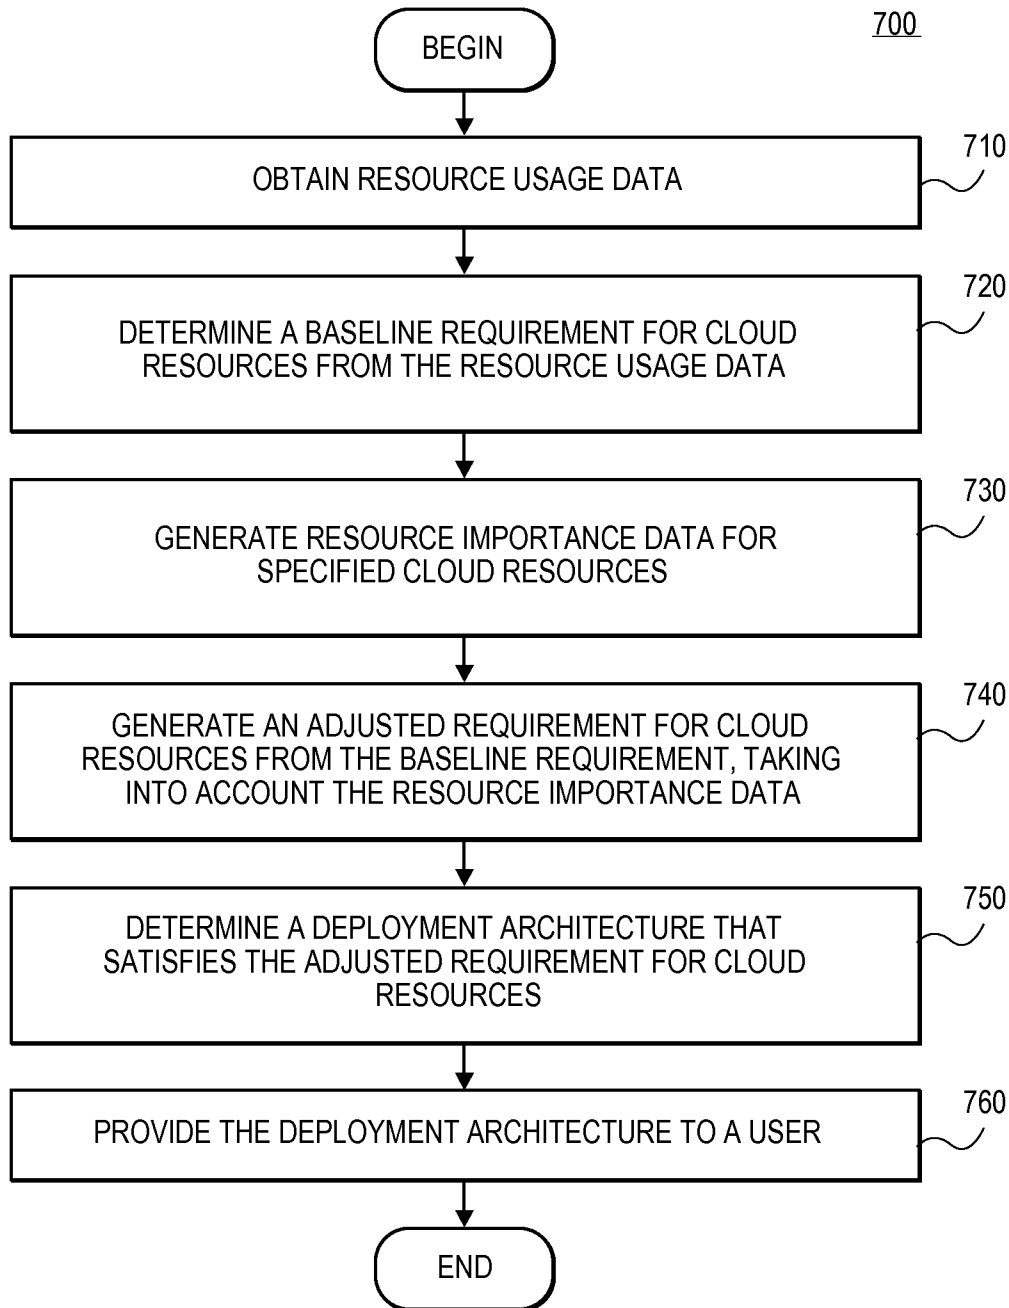 700
BEGIN
710
OBTAIN RESOURCE USAGE DATA
720
DETERMINE A BASELINE REQUIREMENT FOR CLOUD
RESOURCES FROM THE RESOURCE USAGE DATA
730
GENERATE RESOURCE IMPORTANCE DATA FOR
SPECIFIED CLOUD RESOURCES
740
GENERATE AN ADJUSTED REQUIREMENT FOR CLOUD
RESOURCES FROM THE BASELINE REQUIREMENT, TAKING
INTO ACCOUNT THE RESOURCE IMPORTANCE DATA
750
DETERMINE A DEPLOYMENT ARCHITECTURE THAT
SATISFIES THE ADJUSTED REQUIREMENT FOR CLOUD
RESOURCES
760
PROVIDE THE DEPLOYMENT ARCHITECTURE TO A USER
END